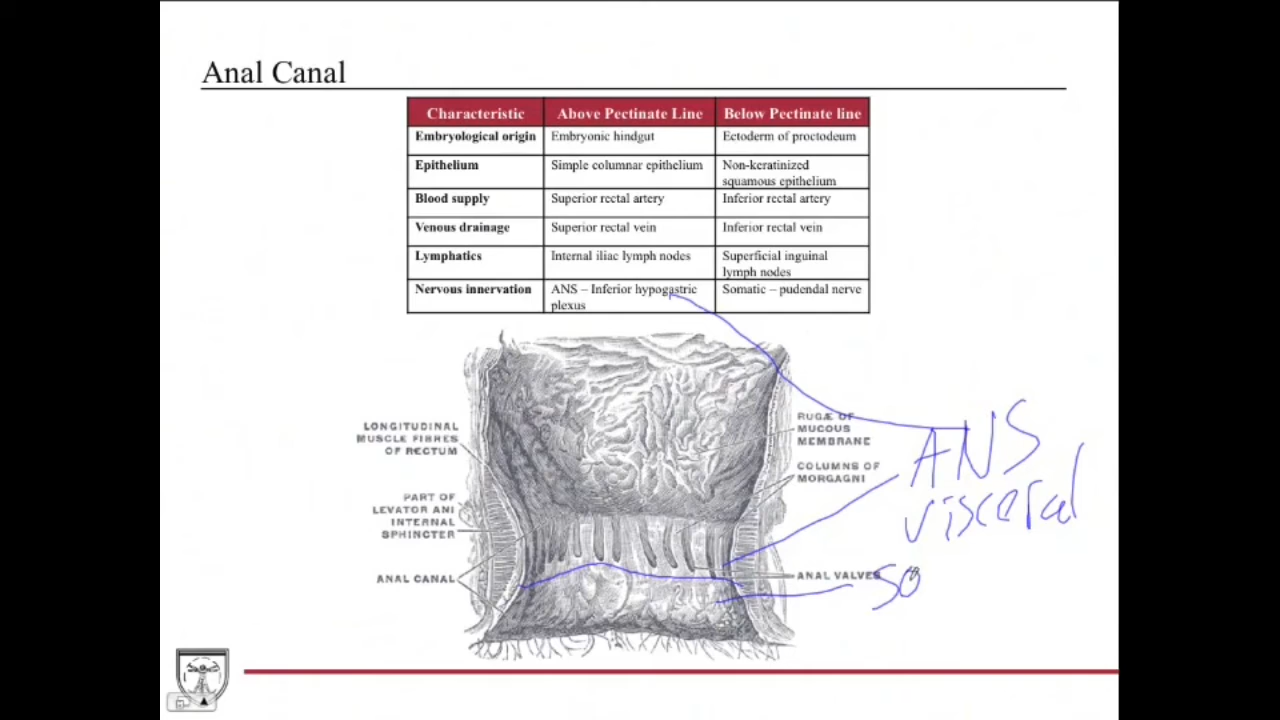 Anal Canal
Characteristic Above Pectinate Line Below Pectinate line
Embryological origin Embryonic hindgut Ectoderm of proctodeum
Epithelium Simple columnar epithelium Non-keratinized
squamous epithelium
Blood supply Superior rectal artery Inferior rectal artery
Venous drainage Superior rectal vein Inferior rectal vein
Lymphatics Internal iliac lymph nodes Superficial inguinal
lymph nodes
Nervous innervation ANS – Inferior hypogastric Somatic – pudendal nerve
plexus
LONGITUDINAL
MUSCLE FIBRES
OF RECTUM
PART OF
LEVATOR ANI
INTERNAL
SPHINCTER
ANAL CANAL
RUGÆ OF
MUCOUS
MEMBRANE
COLUMNS OF
MORGAGNI
ANAL VALVES
ANS
visceral
so